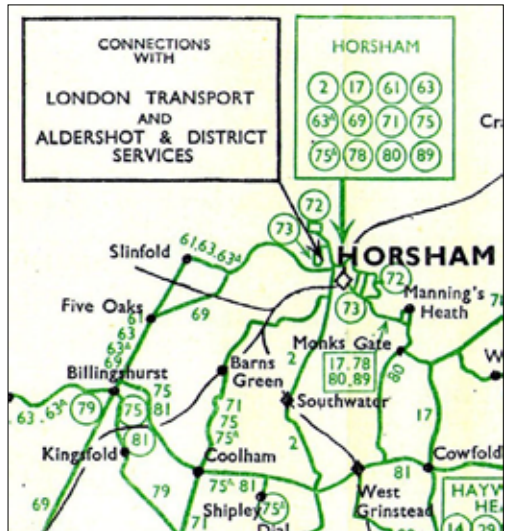 CONNECTIONS
WITH
LONDON TRANSPORT
AND
ALDERSHOT & DISTRICT
SERVICES
HORSHAM
2 17 61 63
63A 69 71 75
75A 78 80 89
72
73
61,63,63A
Slinfold
HORSHAM
72
73
Manning's
Heath
Five Oaks
69
61
63
63A
69
Monks Gate
17.78
80.89
80
2
Billingshurst
Barns
Green
75
81
71
75
75A
63.63A
79
75
81
Southwater
17
2
Kingsfold
Coolham
Cowfold
75A 81
81
79
69
Shipley
75A
West
Grinstead
71